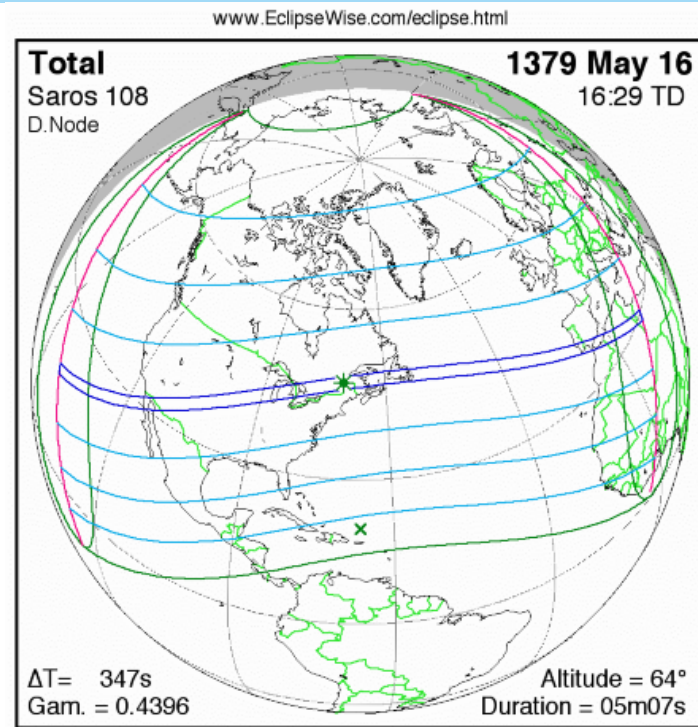 www.EclipseWise.com/eclipse.html
Total
1379 May 16
Saros 108
16:29 TD
D.Node
ΔT= 347s
Altitude = 64°
Gam. = 0.4396
Duration = 05m07s